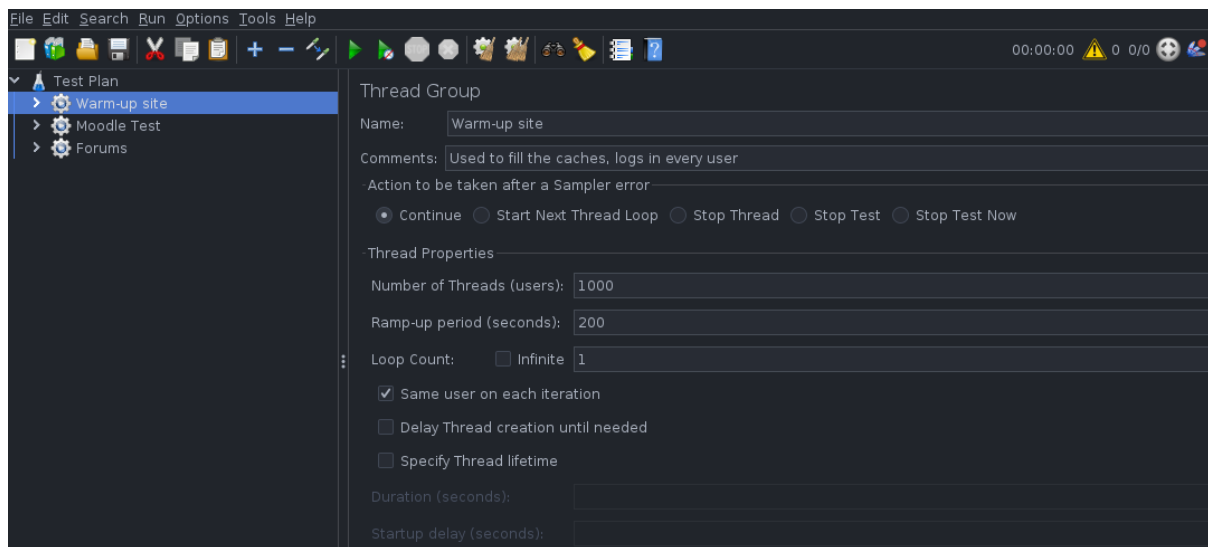 File Edit Search Run Options Tools Help
00:00:00 0 0/0
Test Plan
Warm-up site
Moodle Test
Forums
Thread Group
Name: Warm-up site
Comments: Used to fill the caches, logs in every user
Action to be taken after a Sampler error
Continue Start Next Thread Loop Stop Thread Stop Test Stop Test Now
Thread Properties
Number of Threads (users): 1000
Ramp-up period (seconds): 200
Loop Count: Infinite 1
Same user on each iteration
Delay Thread creation until needed
Specify Thread lifetime
Duration (seconds):
Startup delay (seconds):